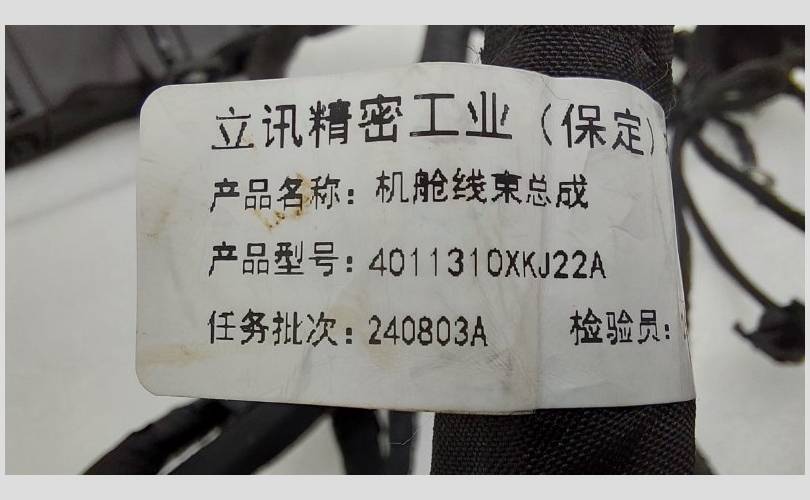 立讯精密工业（保定）
产品名称：机舱线束总成
产品型号：4011310XKJ22A
任务批次：240803A 检验员：